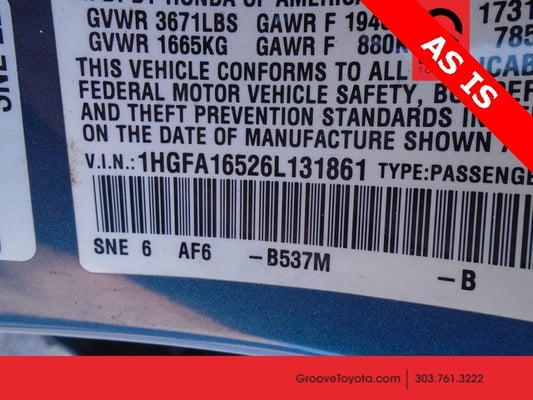 OF AMERICA
GVWR 3671LBS GAWR F
GVWR 1665KG GAWR F 880K
THIS VEHICLE CONFORMS TO ALL
FEDERAL MOTOR VEHICLE SAFETY,
AND THEFT PREVENTION STANDARDS
ON THE DATE OF MANUFACTURE SHOWN
V.I.N.: 1HGFA16526L131861 TYPE:PASSENGE
SNE 6 AF6 -B537M
-B
AS IS
GrooveToyota.com | 303.761.3222